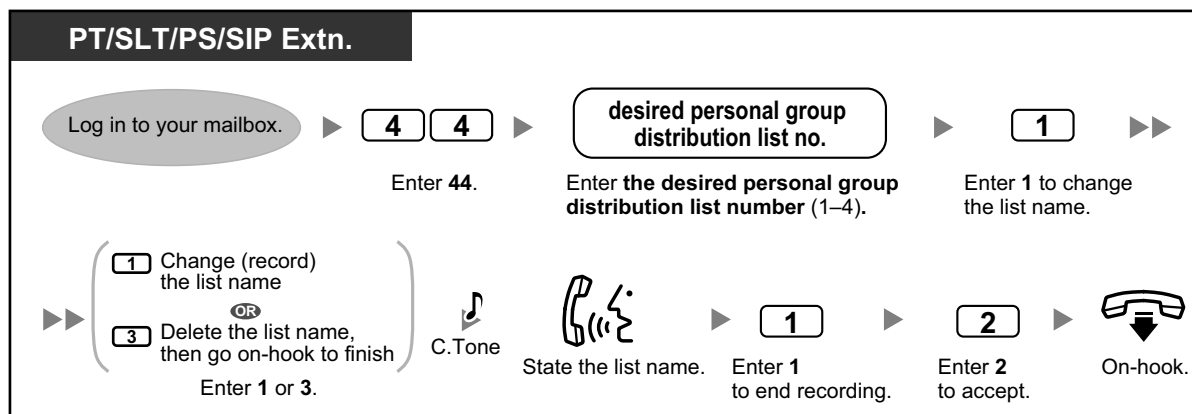 PT/SLT/PS/SIP Extn.
Log in to your mailbox.
4 4
desired personal group
distribution list no.
1
Enter 44.
Enter the desired personal group
distribution list number (1–4).
Enter 1 to change
the list name.
1 Change (record)
the list name
OR
3 Delete the list name,
then go on-hook to finish
Enter 1 or 3.
C.Tone
State the list name.
1
Enter 1
to end recording.
2
Enter 2
to accept.
On-hook.